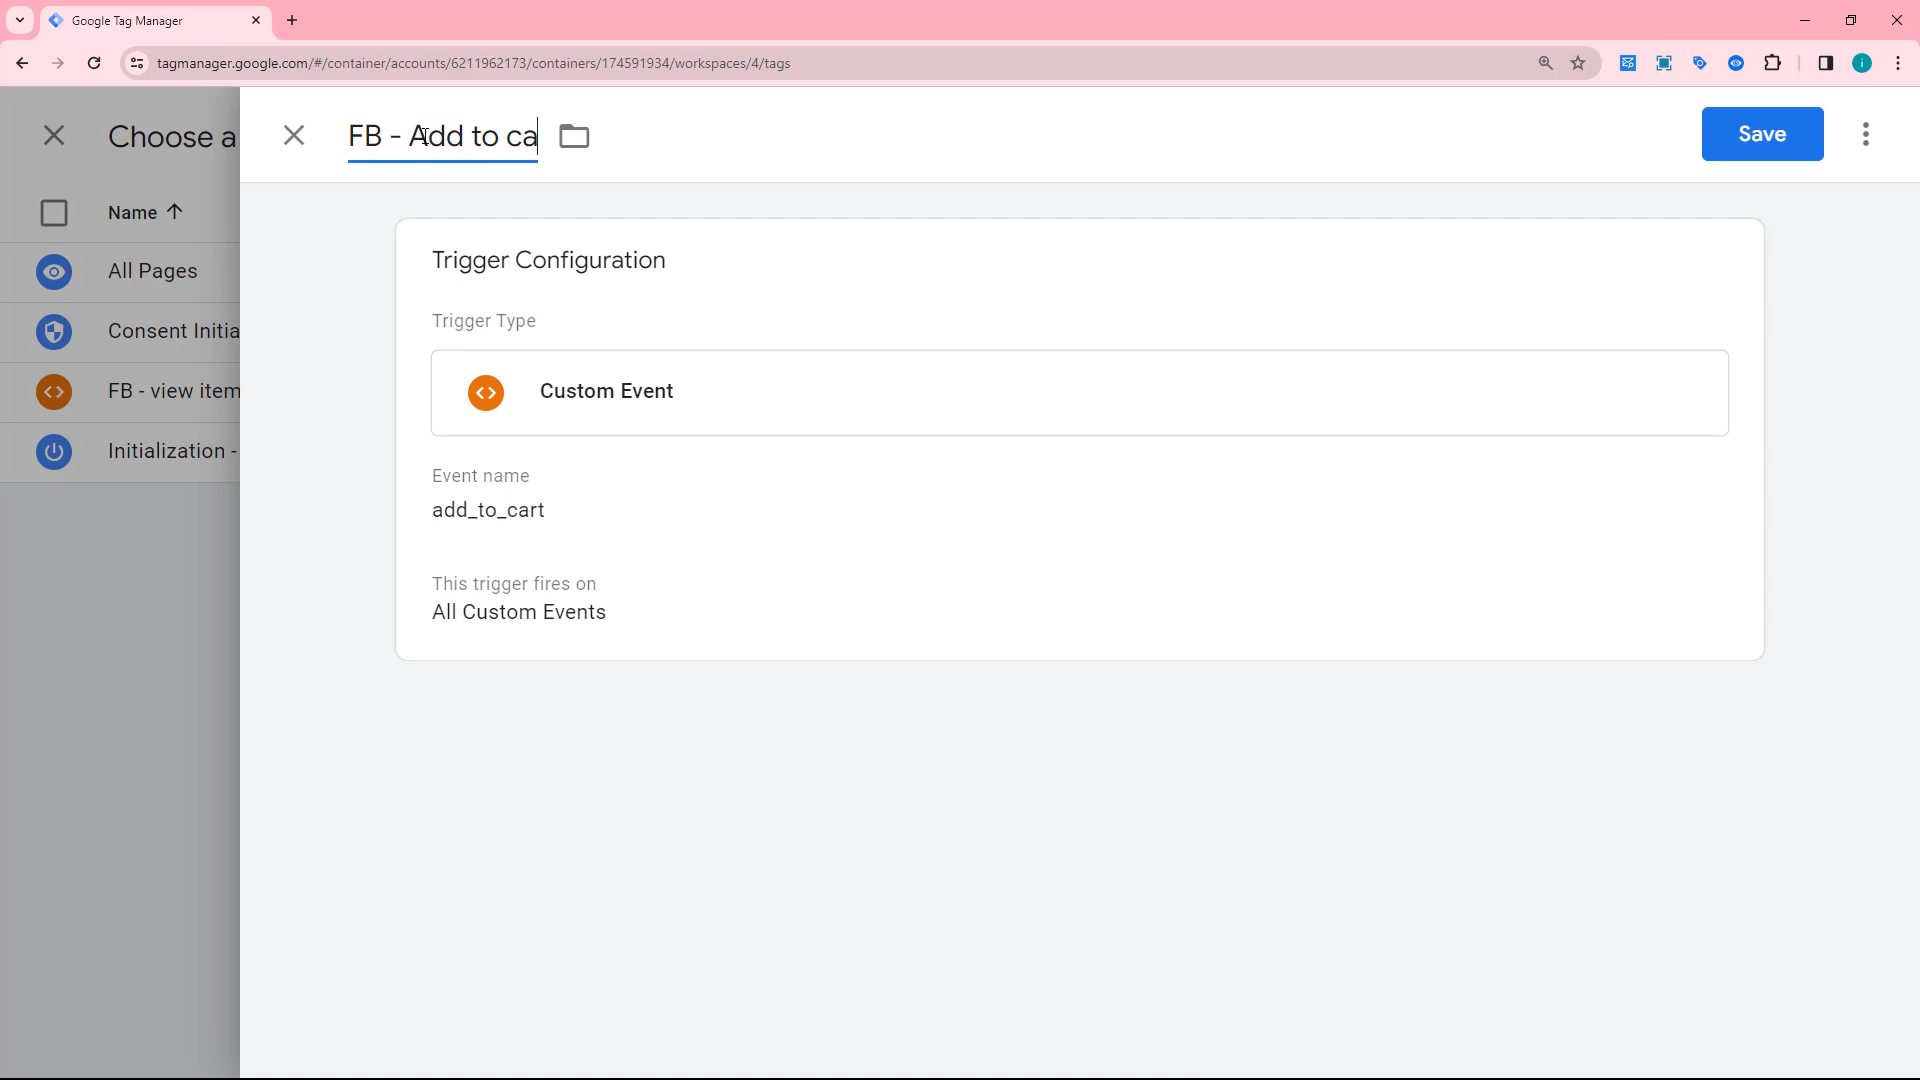 Google Tag Manager
tagmanager.google.com/#/container/accounts/6211962173/containers/174591934/workspaces/4/tags
i
Choose a
FB - Add to ca
Save
Name
All Pages
Consent Initia
FB - view item
Initialization -
Trigger Configuration
Trigger Type
Custom Event
Event name
add_to_cart
This trigger fires on
All Custom Events